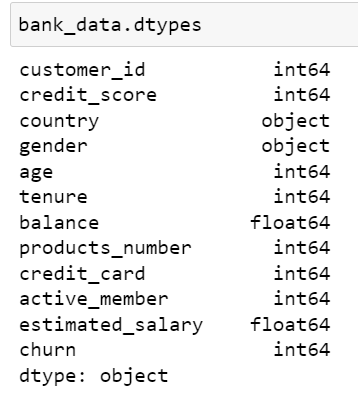 bank_data.dtypes
customer_id int64
credit_score int64
country object
gender object
age int64
tenure int64
balance float64
products_number int64
credit_card int64
active_member int64
estimated_salary float64
churn int64
dtype: object